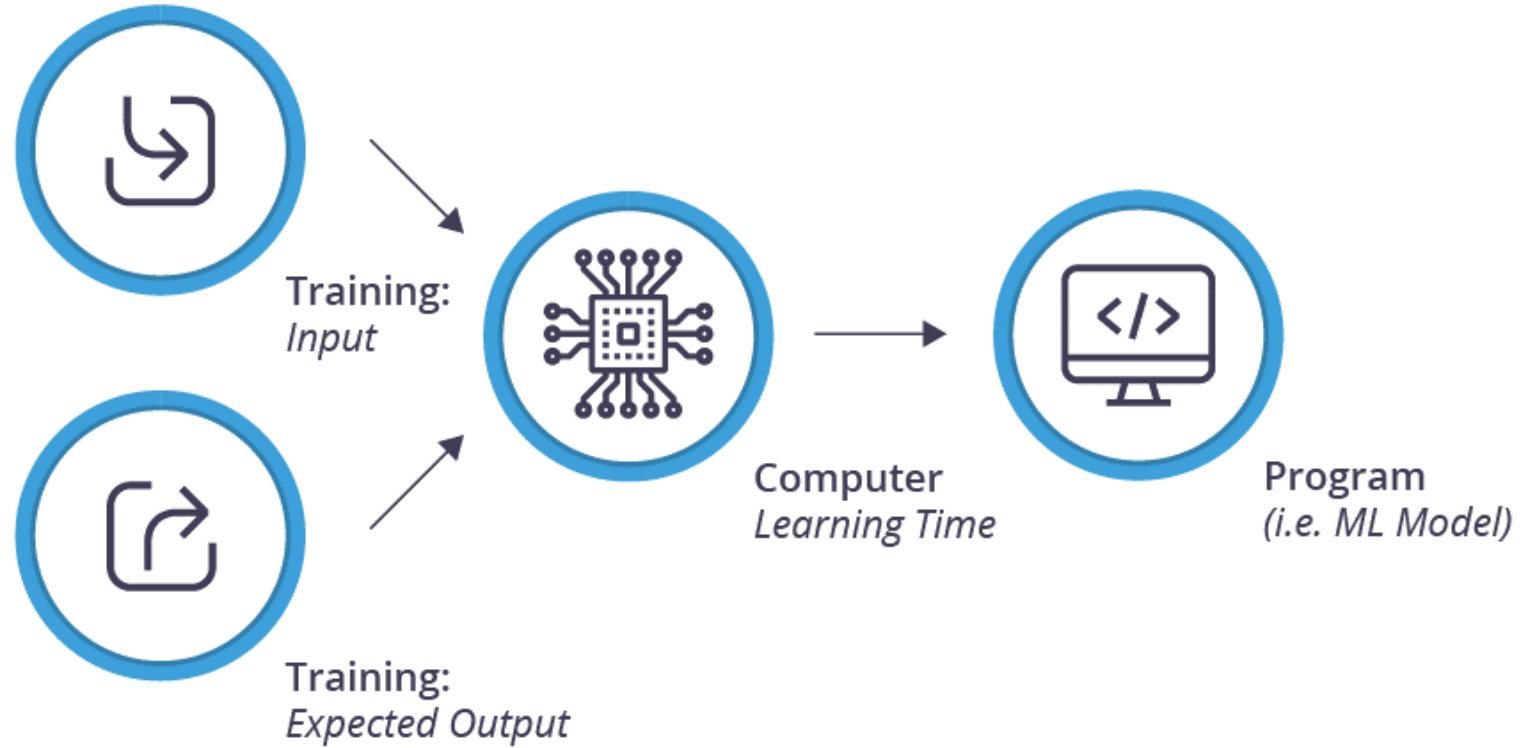 Training:
Input
Training:
Expected Output
Computer
Learning Time
</>
Program
(i.e. ML Model)